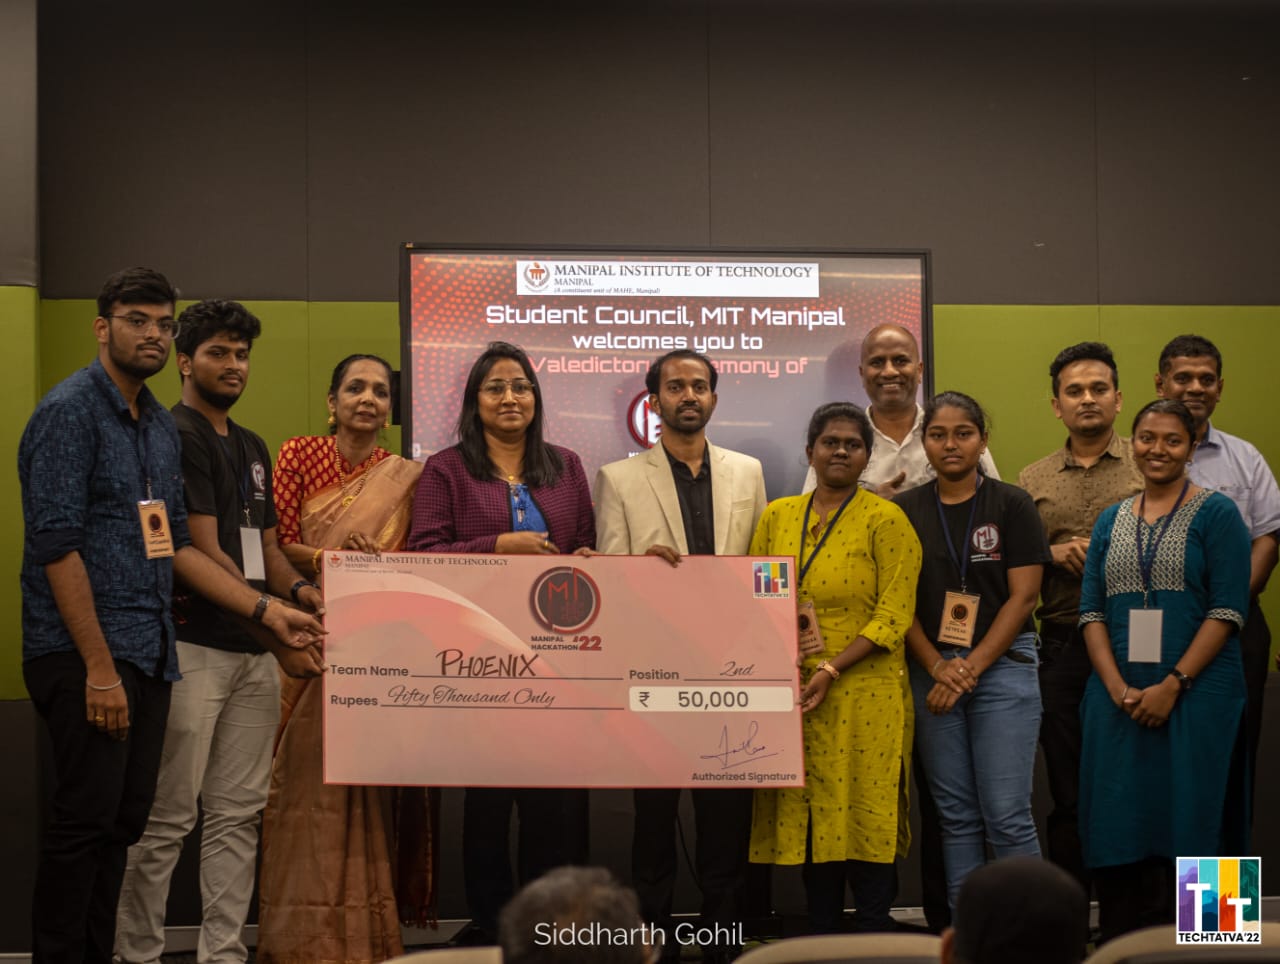 MANIPAL INSTITUTE OF TECHNOLOGY
MANIPAL
(A constituent unit of MAHE, Manipal)
Student Council, MIT Manipal
welcomes you to
Valedictory of
MANIPAL INSTITUTE OF TECHNOLOGY
MANIPAL
MANIPAL
HACKATHON '22
TECHTATVA'22
Team Name PHOENIX
Position 2nd
Rupees Fifty Thousand Only
₹ 50,000
Authorized Signature
Siddharth Gohil
TT
TECHTATVA'22